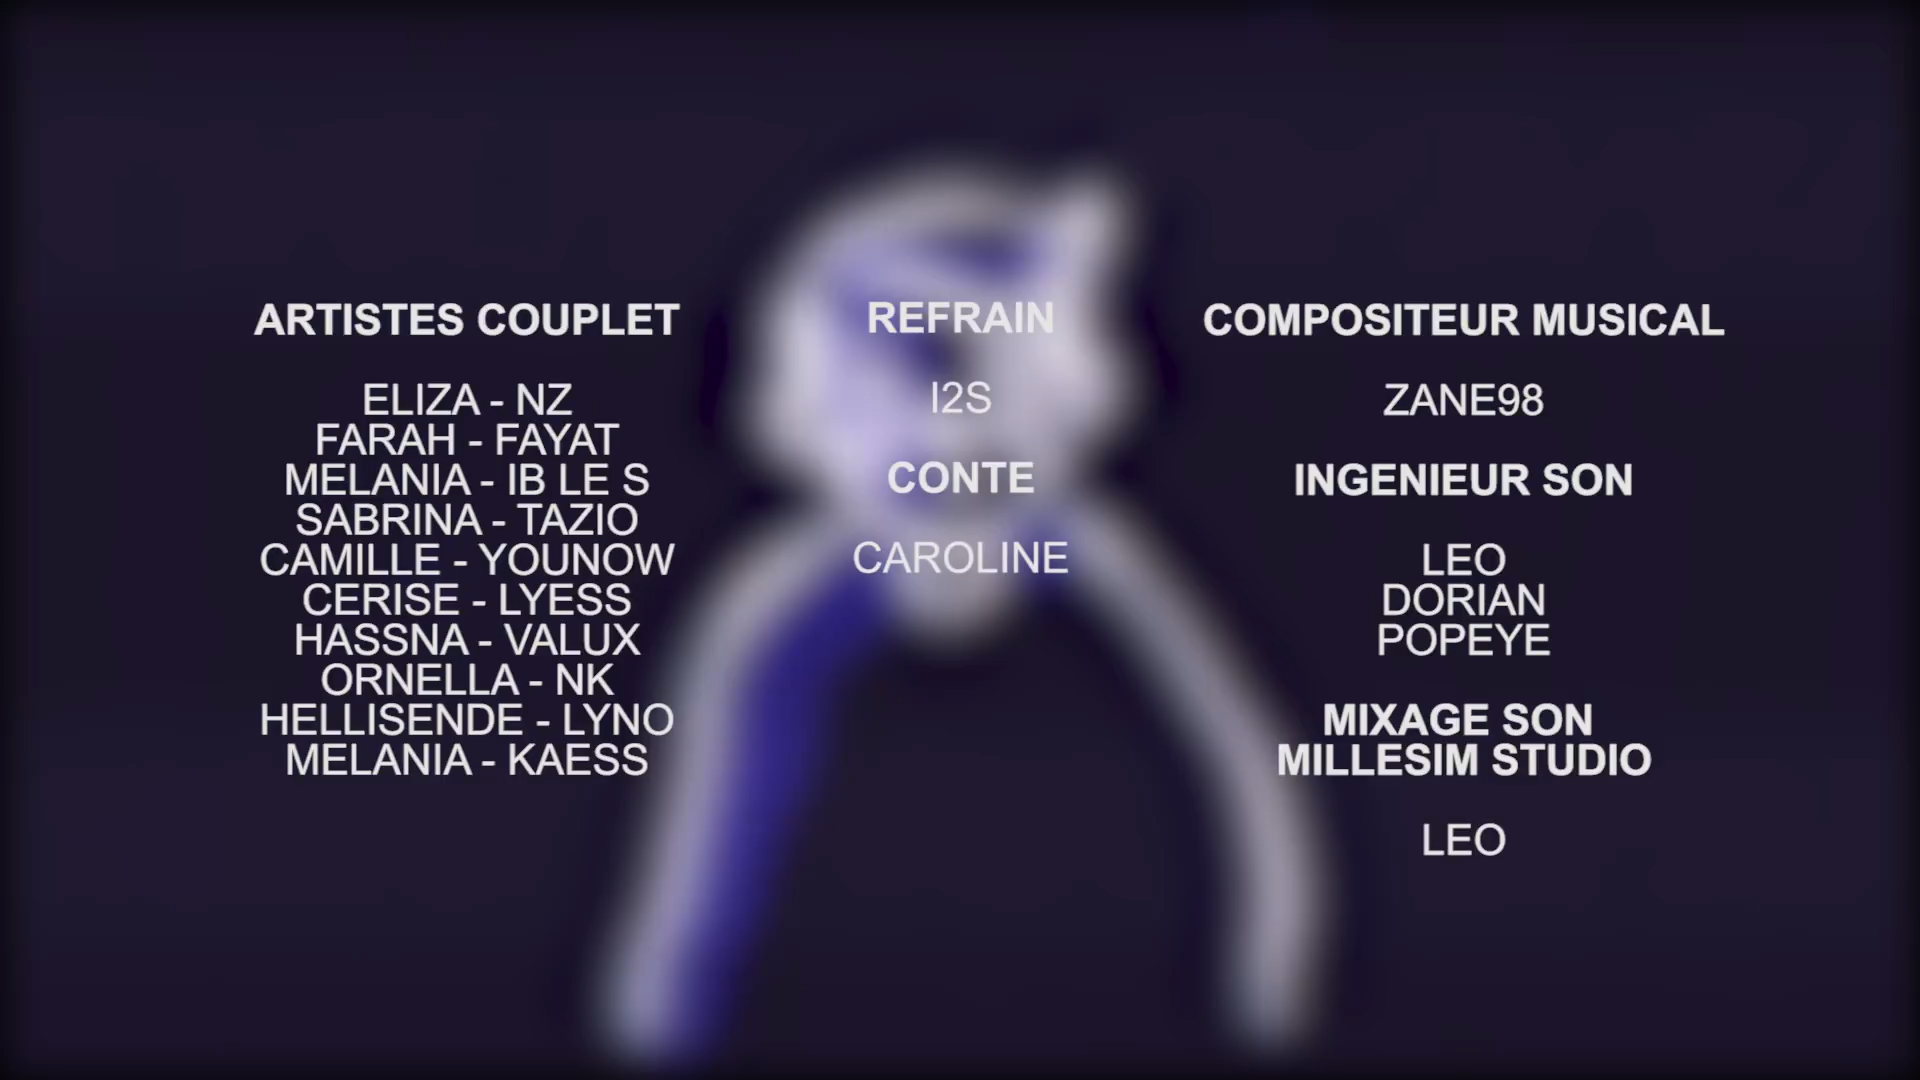 ARTISTES COUPLET
ELIZA - NZ
FARAH - FAYAT
MELANIA - IB LE S
SABRINA - TAZIO
CAMILLE - YOUNOW
CERISE - LYESS
HASSNA - VALUX
ORNELLA - NK
HELLISENDE - LYNO
MELANIA - KAESS
REFRAIN
I2S
CONTE
CAROLINE
COMPOSITEUR MUSICAL
ZANE98
INGENIEUR SON
LEO
DORIAN
POPEYE
MIXAGE SON
MILLESIM STUDIO
LEO